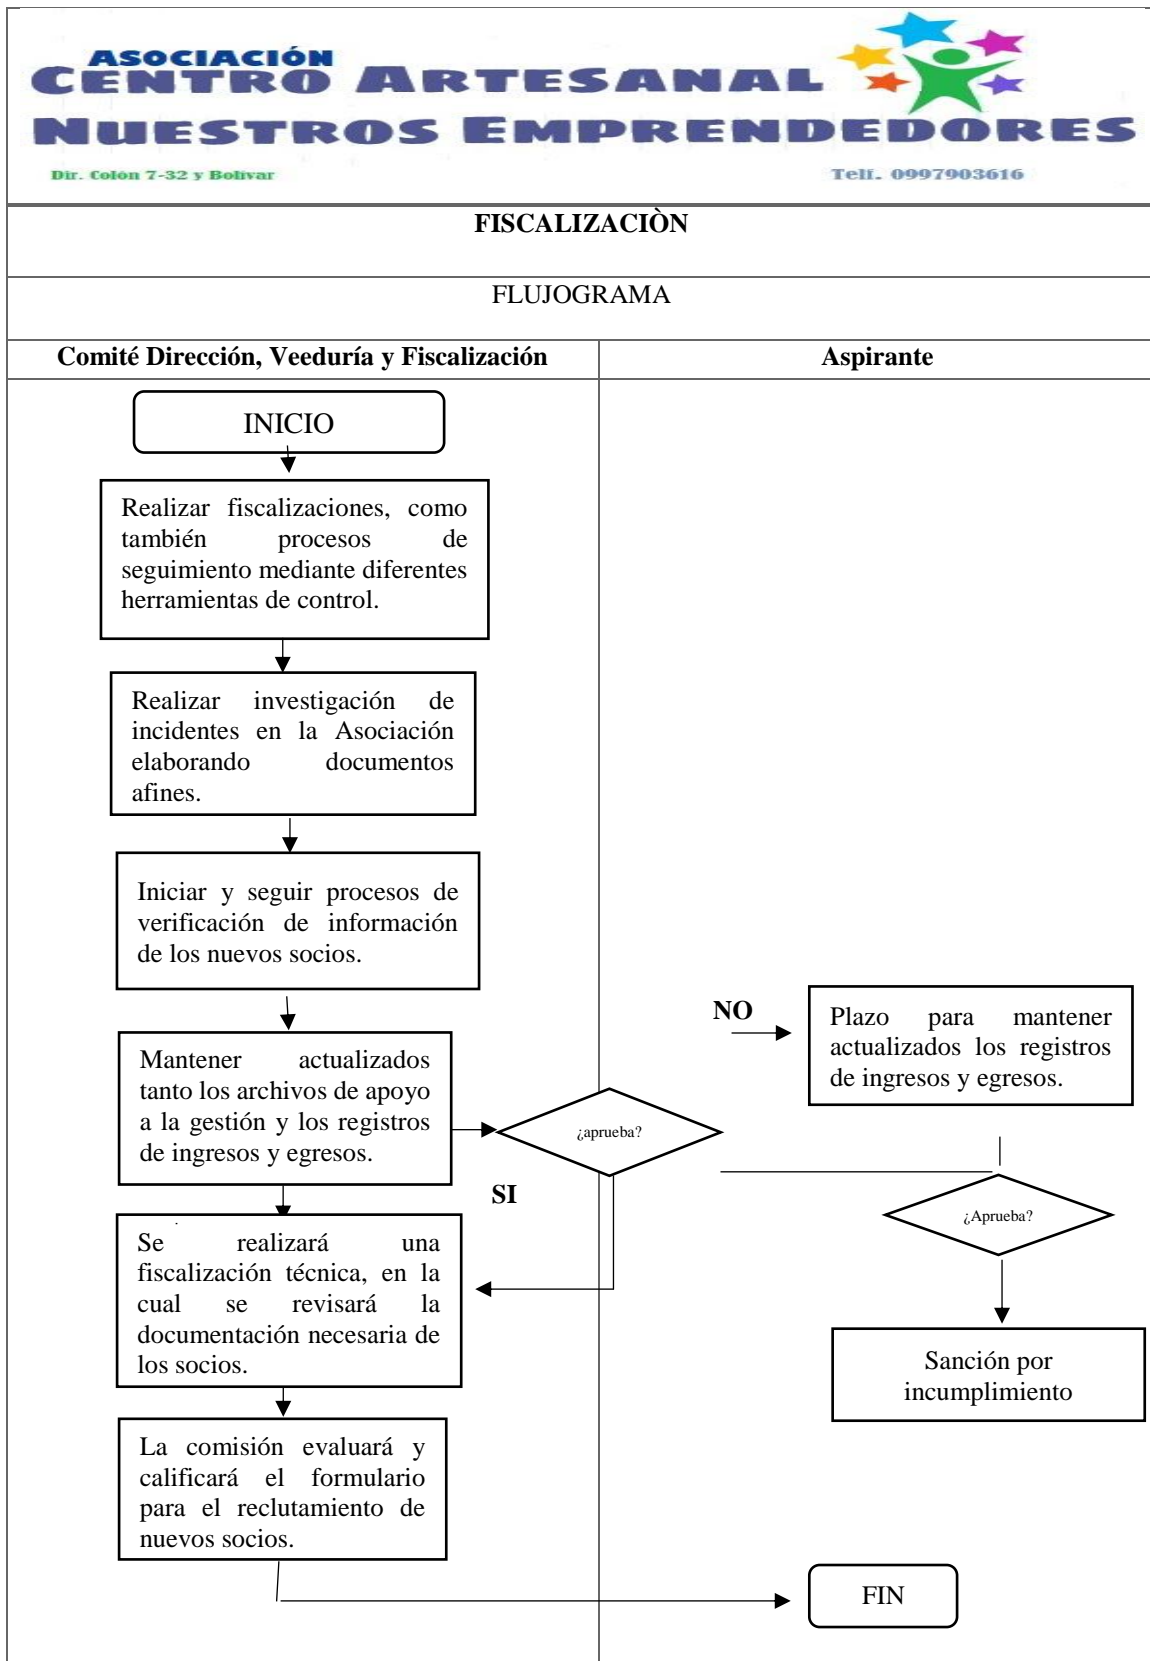 ASOCIACIÓN
CENTRO ARTESANAL
NUESTROS EMPRENDEDORES
Dir. Colón 7-32 y Bolívar
Telf. 0997903616
FISCALIZACIÒN
FLUJOGRAMA
Comité Dirección, Veeduría y Fiscalización
Aspirante
INICIO
Realizar fiscalizaciones, como
también procesos de
seguimiento mediante diferentes
herramientas de control.
Realizar investigación de
incidentes en la Asociación
elaborando documentos
afines.
Iniciar y seguir procesos de
verificación de información
de los nuevos socios.
Mantener actualizados
tanto los archivos de apoyo
a la gestión y los registros
de ingresos y egresos.
¿aprueba?
NO
Plazo para mantener
actualizados los registros
de ingresos y egresos.
SI
¿Aprueba?
Se realizará una
fiscalización técnica, en la
cual se revisará la
documentación necesaria de
los socios.
Sanción por
incumplimiento
La comisión evaluará y
calificará el formulario
para el reclutamiento de
nuevos socios.
FIN